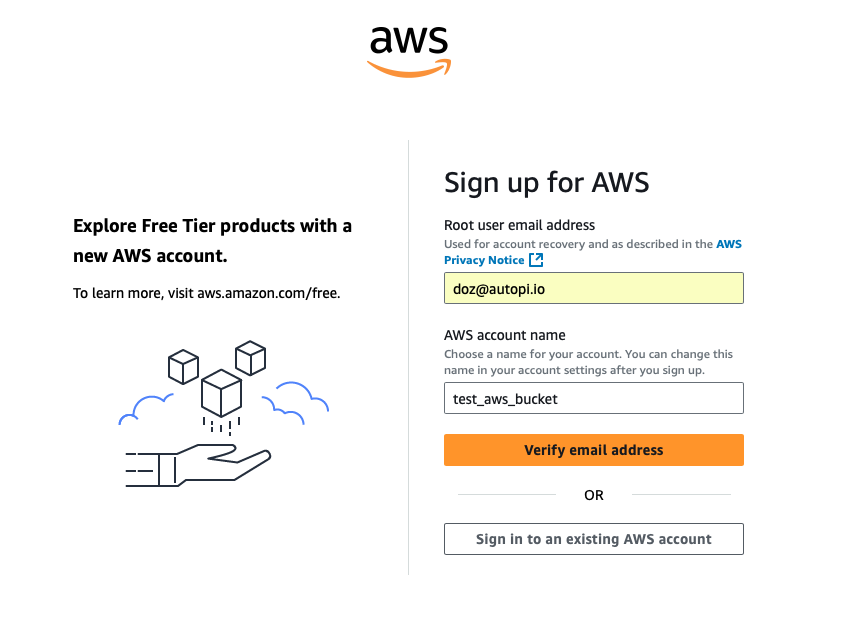 aws
Explore Free Tier products with a
new AWS account.
To learn more, visit aws.amazon.com/free.
Sign up for AWS
Root user email address
Used for account recovery and as described in the AWS
Privacy Notice
doz@autopi.io
AWS account name
Choose a name for your account. You can change this
name in your account settings after you sign up.
test_aws_bucket
Verify email address
OR
Sign in to an existing AWS account